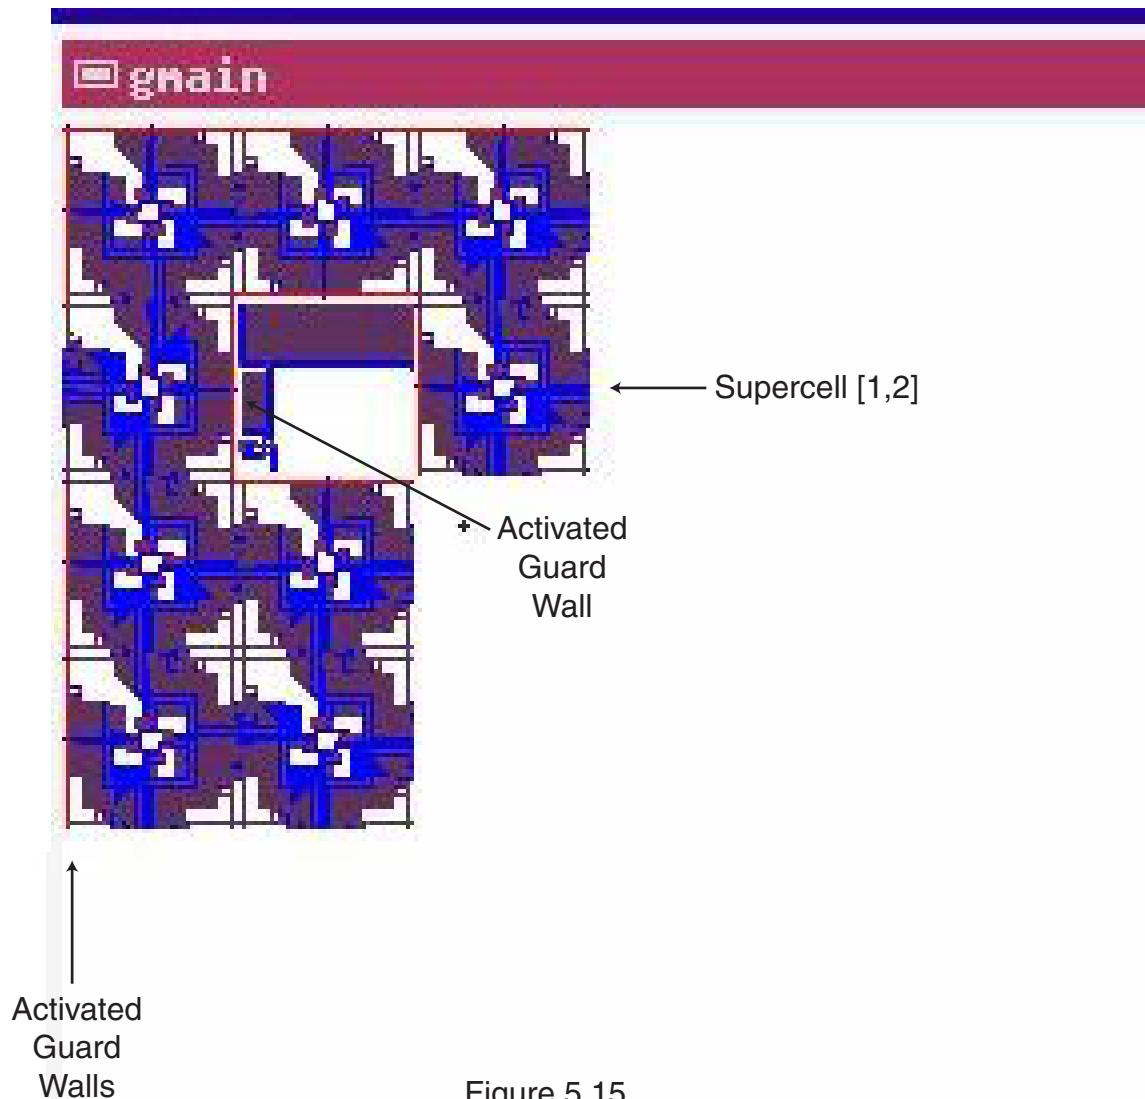 gmain
Supercell [1,2]
Activated
Guard
Wall
Activated
Guard
Walls
Figure 5.15